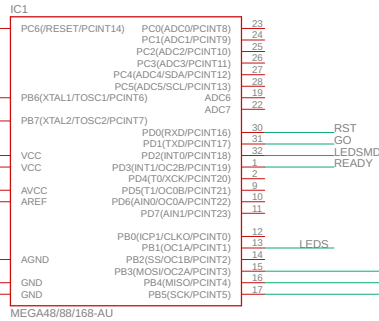 IC1
PC6(/RESET/PCINT14) PC0(ADC0/PCINT8) 23
PC1(ADC1/PCINT9) 24
PC2(ADC2/PCINT10) 25
PC3(ADC3/PCINT11) 26
PC4(ADC4/SDA/PCINT12) 27
PC5(ADC5/SCL/PCINT13) 28
PB6(XTAL1/TOSC1/PCINT6) ADC6 19
ADC7 22
PB7(XTAL2/TOSC2/PCINT7)
PD0(RXD/PCINT16) 30 RST
PD1(TXD/PCINT17) 31 GO
VCC PD2(INT0/PCINT18) 32 LEDSMD
VCC PD3(INT1/OC2B/PCINT19) 1 READY
PD4(T0/XCK/PCINT20) 2
AVCC PD5(T1/OC0B/PCINT21) 9
AREF PD6(AIN0/OC0A/PCINT22) 10
PD7(AIN1/PCINT23) 11
PB0(ICP1/CLKO/PCINT0) 12
PB1(OC1A/PCINT1) 13 LEDS
AGND PB2(SS/OC1B/PCINT2) 14
PB3(MOSI/OC2A/PCINT3) 15
GND PB4(MISO/PCINT4) 16
GND PB5(SCK/PCINT5) 17
MEGA48/88/168-AU